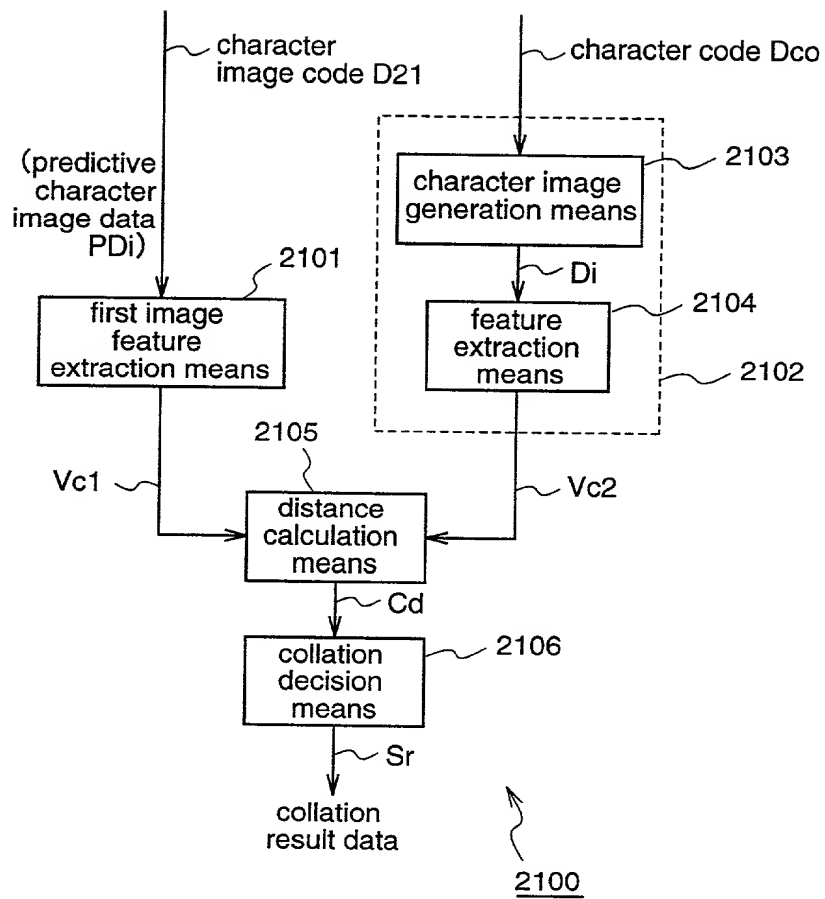 character
image code D21
character code Dco
(predictive
character
image data
PDi)
2103
character image
generation means
Di
2101
first image
feature
extraction means
2104
feature
extraction
means
2102
2105
Vc1
Vc2
distance
calculation
means
Cd
2106
collation
decision
means
Sr
collation
result data
2100